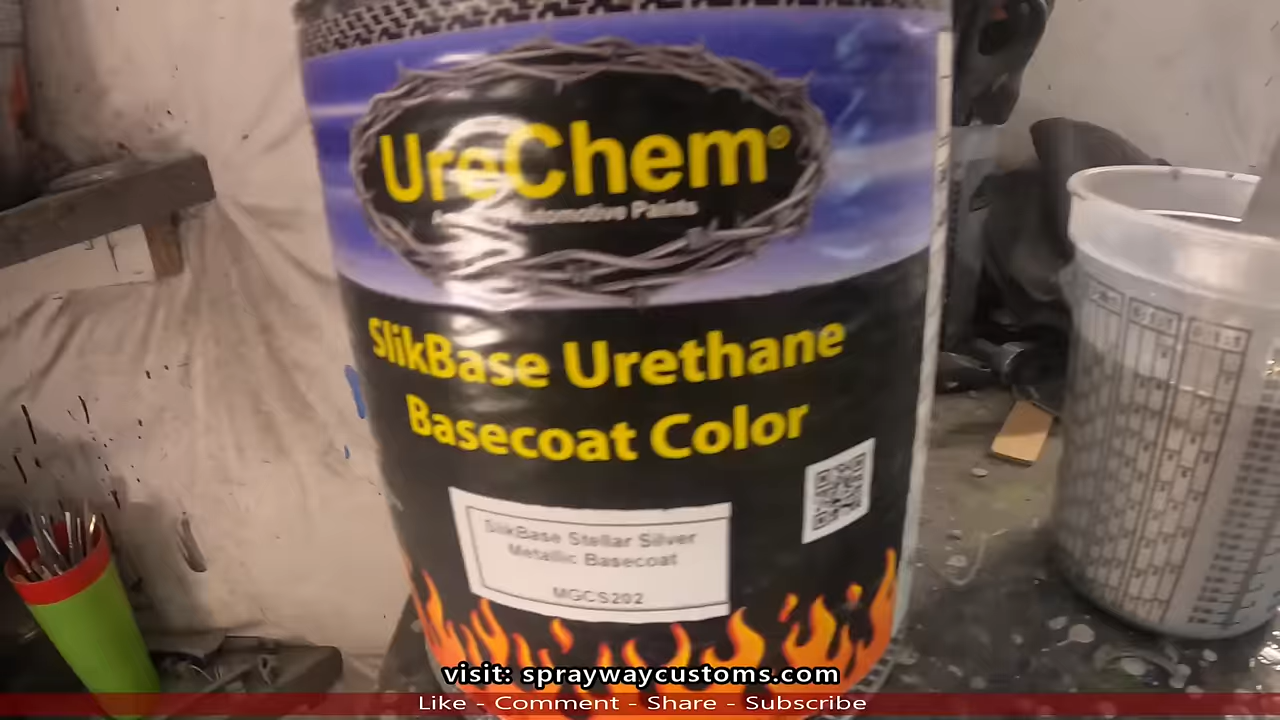 UreChem®
Automotive Paints
SlikBase Urethane
Basecoat Color
SlikBase Stellar Silver
Metallic Basecoat
MGCS202
visit: spraywaycustoms.com
Like - Comment - Share - Subscribe